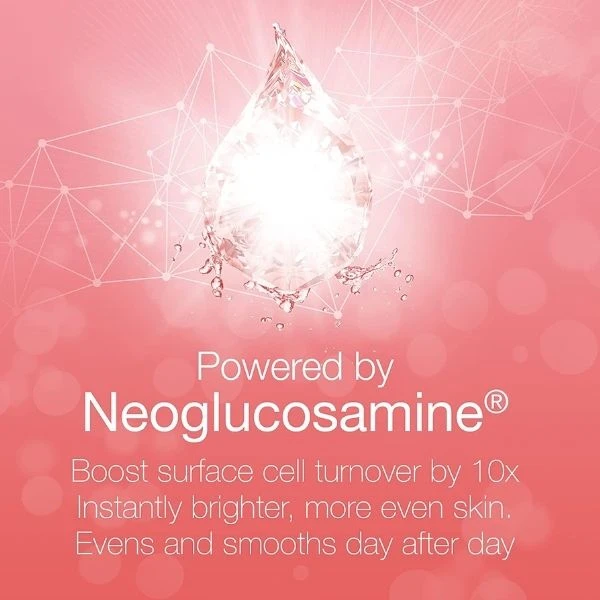 Powered by
Neoglucosamine®
Boost surface cell turnover by 10x
Instantly brighter, more even skin.
Evens and smooths day after day